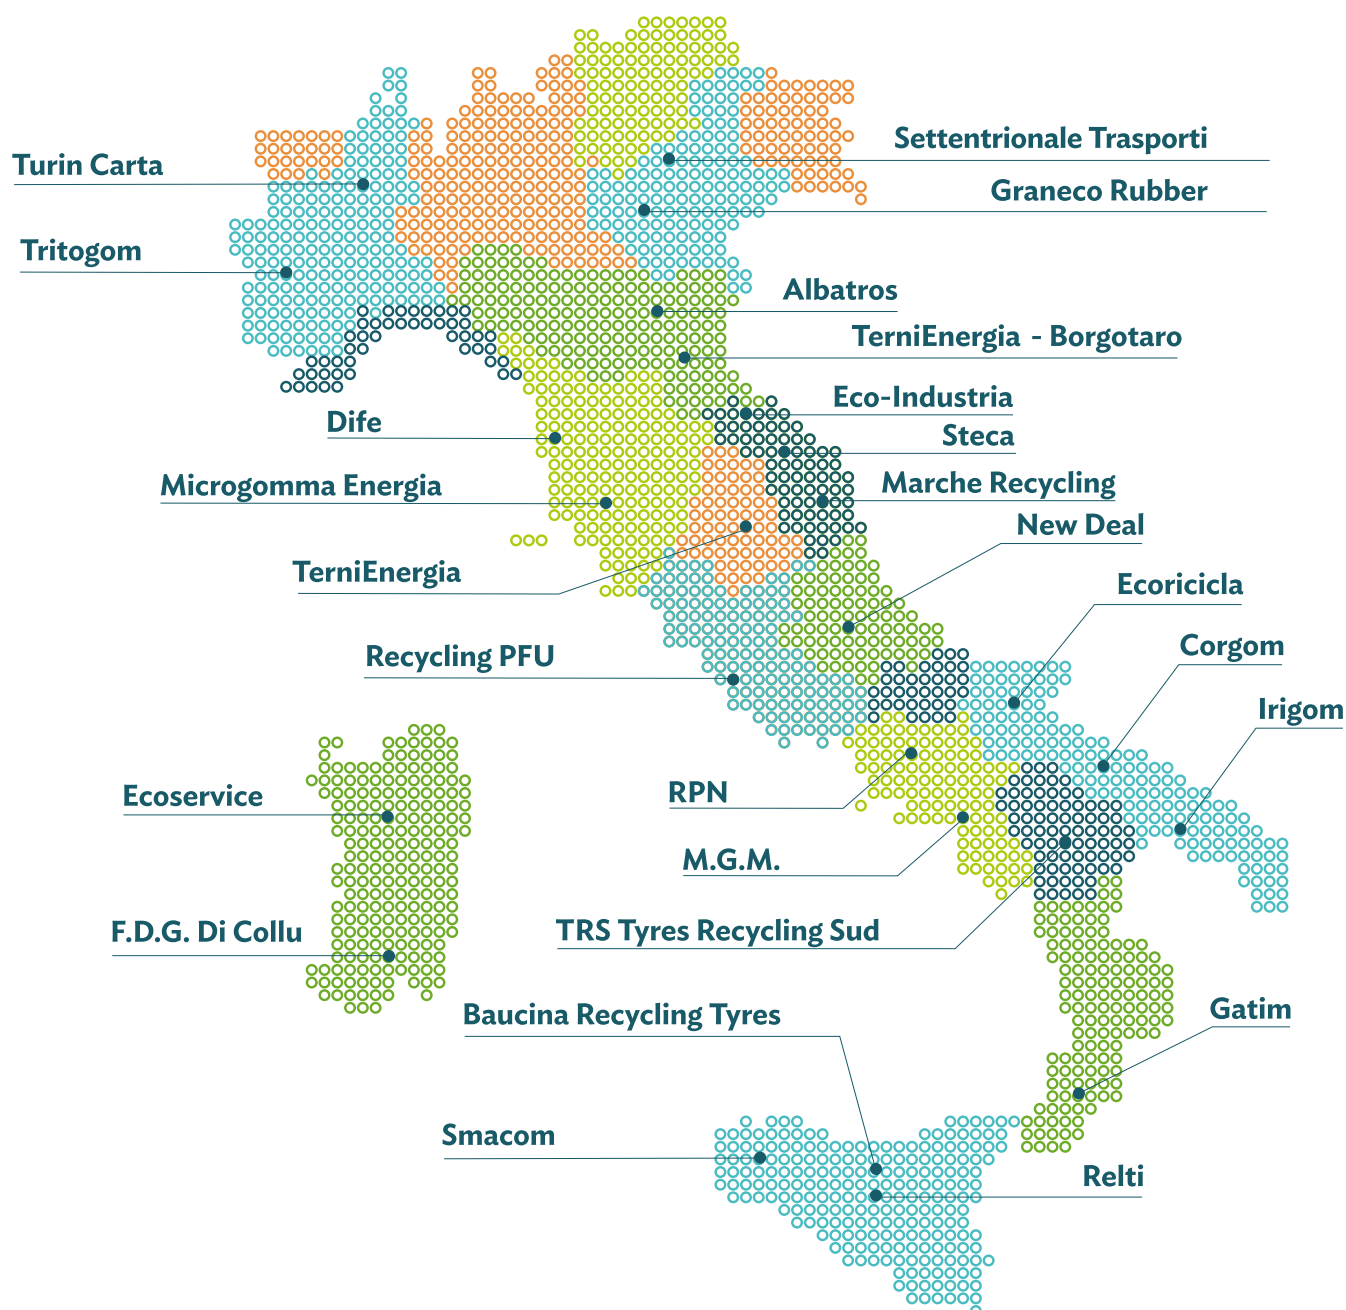 Settentrionale Trasporti
Turin Carta
Graneco Rubber
Tritogom
Albatros
TerniEnergia - Borgotaro
Eco-Industria
Dife
Steca
Microgomma Energia
Marche Recycling
New Deal
TerniEnergia
Ecoricicla
Corgom
Recycling PFU
Irigom
RPN
Ecoservice
M.G.M.
F.D.G. Di Collu
TRS Tyres Recycling Sud
Gatim
Baucina Recycling Tyres
Smacom
Relti